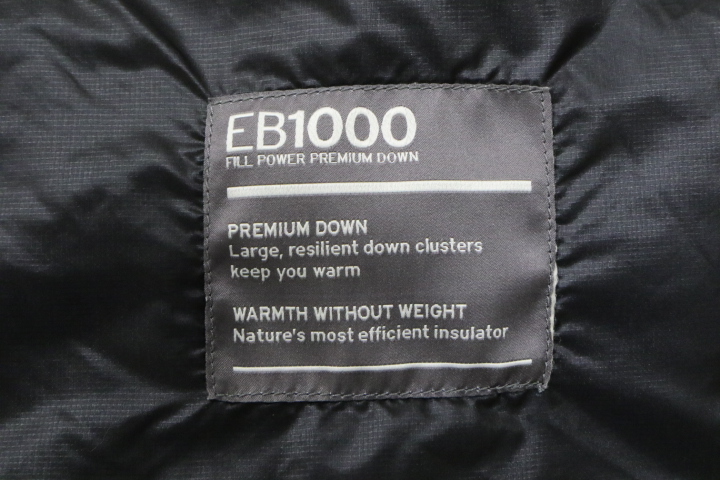 EB1000
FILL POWER PREMIUM DOWN
PREMIUM DOWN
Large, resilient down clusters
keep you warm
WARMTH WITHOUT WEIGHT
Nature's most efficient insulator